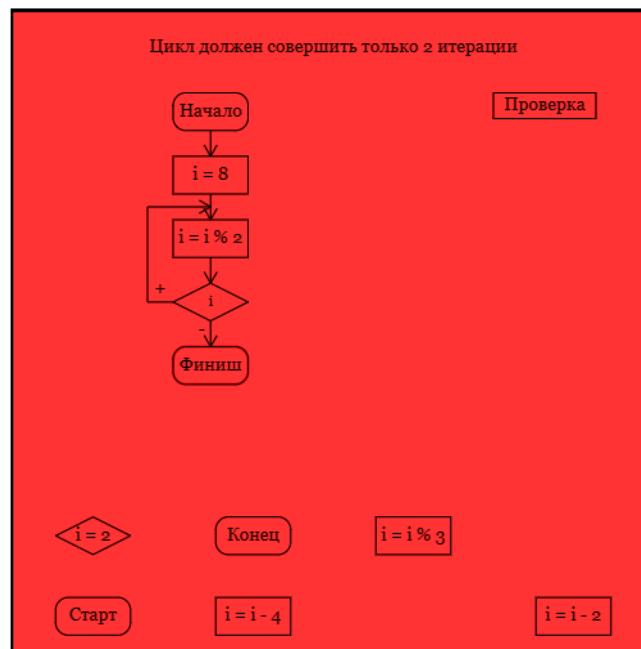 Цикл должен совершить только 2 итерации
Начало
Проверка
i = 8
i = i % 2
+
i
-
Финиш
i = 2
Конец
i = i % 3
Старт
i = i - 4
i = i - 2